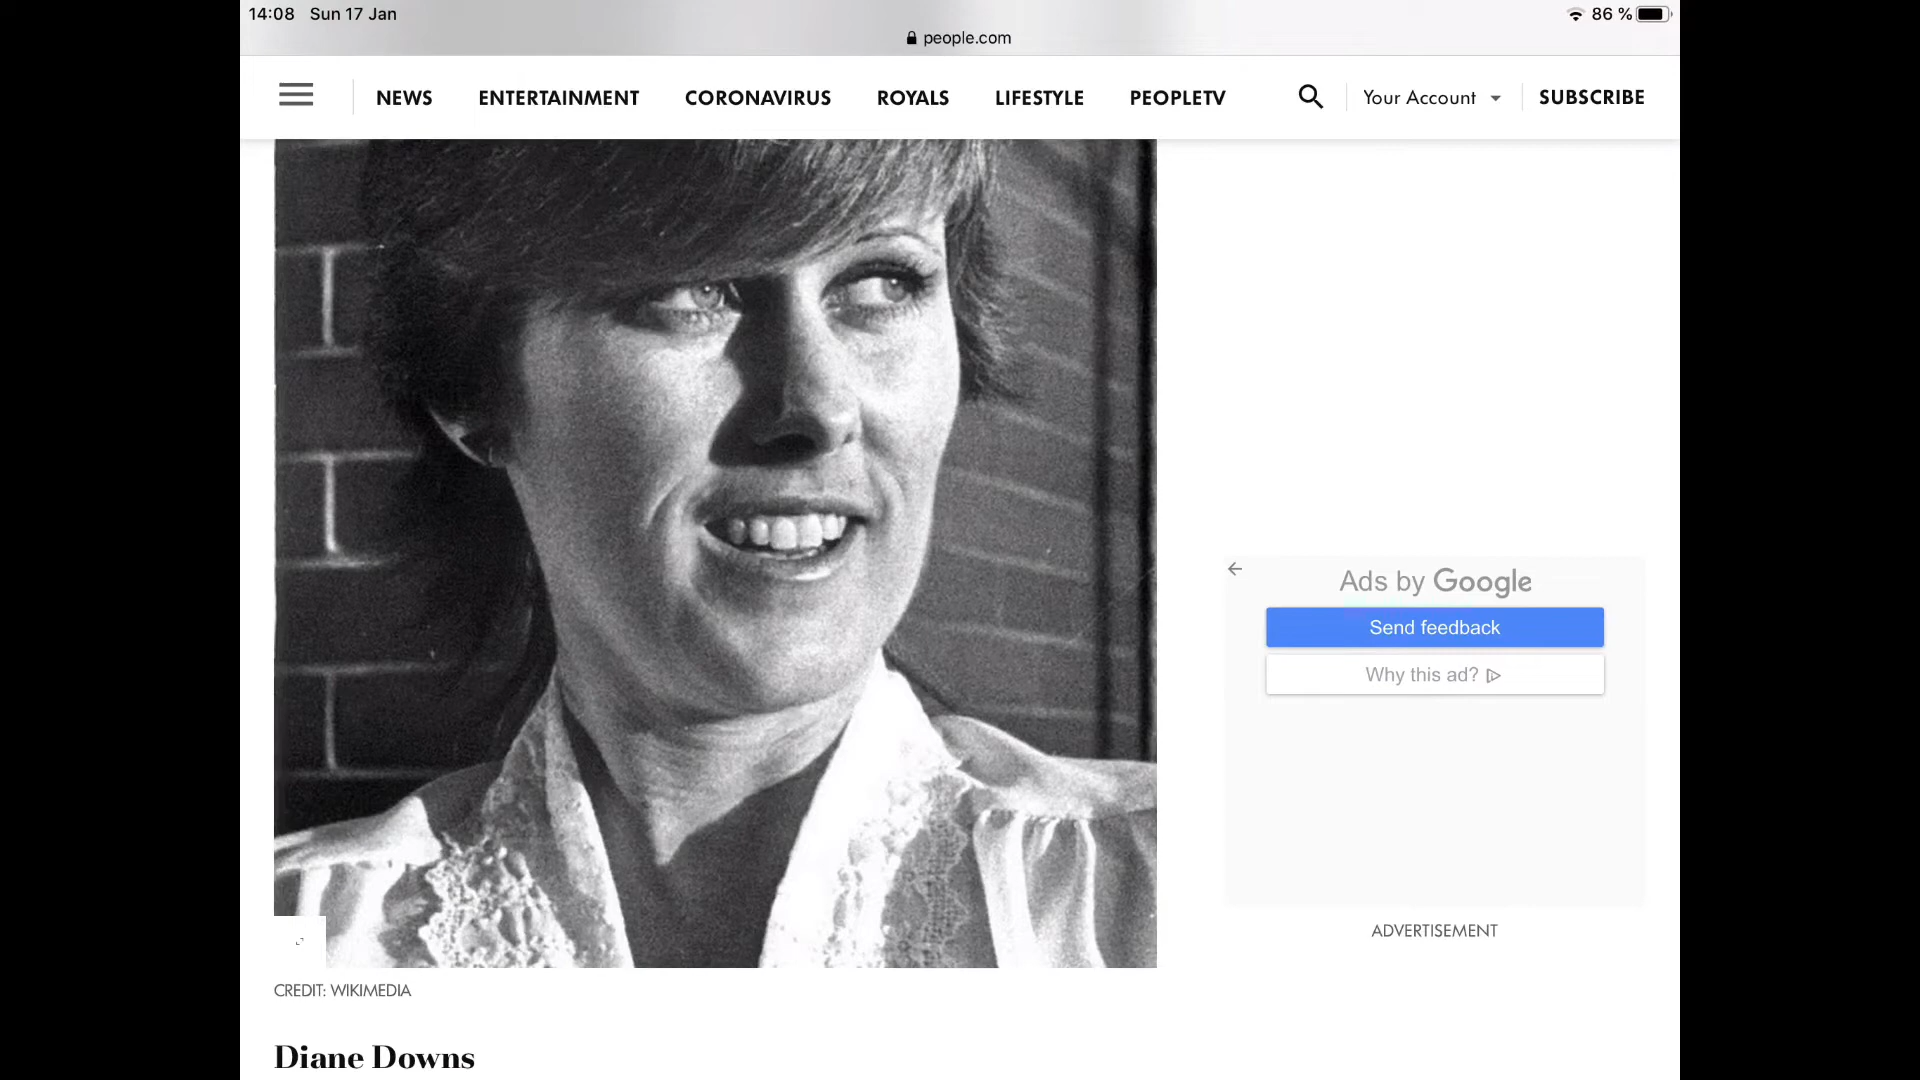 14:08 Sun 17 Jan 86 %
people.com
NEWS ENTERTAINMENT CORONAVIRUS ROYALS LIFESTYLE PEOPLETV Your Account SUBSCRIBE
Ads by Google
Send feedback
Why this ad?
ADVERTISEMENT
CREDIT: WIKIMEDIA
Diane Downs